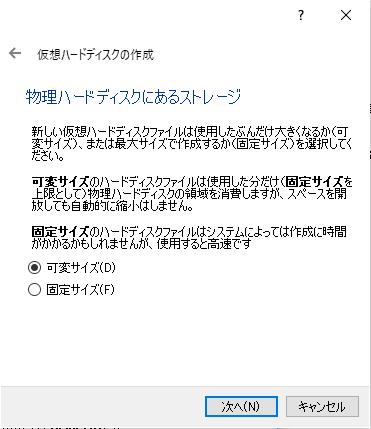 仮想ハードディスクの作成
物理ハードディスクにあるストレージ
新しい仮想ハードディスクファイルは使用したぶんだけ大きくなるか(可
変サイズ)、または最大サイズで作成するか(固定サイズ)を選択してく
ださい。
可変サイズのハードディスクファイルは使用した分だけ(固定サイズを
上限として)物理ハードディスクの領域を消費しますが、スペースを開
放しても自動的に縮小はしません。
固定サイズのハードディスクファイルはシステムによっては作成に時間
がかかるかもしれませんが、使用すると高速です
可変サイズ(D)
固定サイズ(F)
次へ(N)
キャンセル